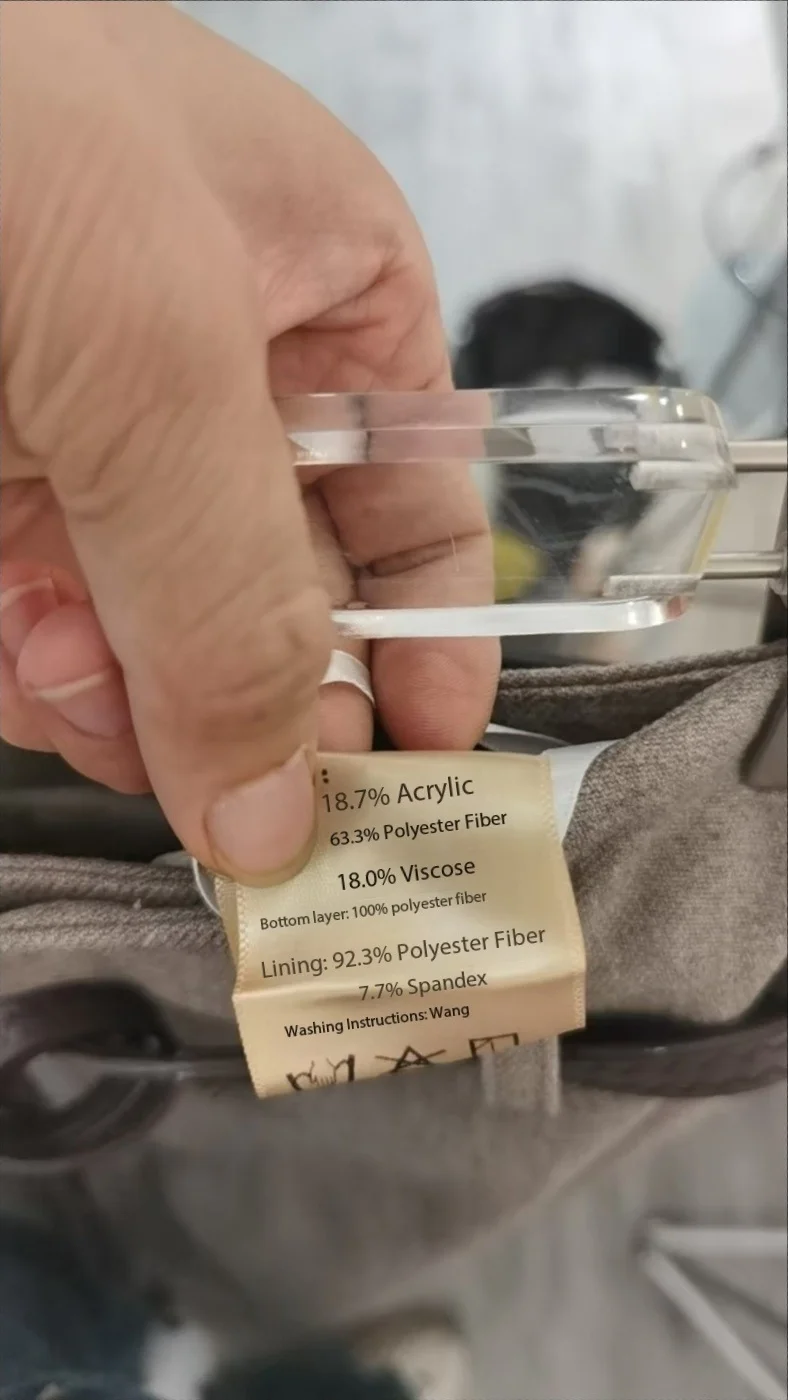 :
18.7% Acrylic
63.3% Polyester Fiber
18.0% Viscose
Bottom layer: 100% polyester fiber
Lining: 92.3% Polyester Fiber
7.7% Spandex
Washing Instructions: Wang